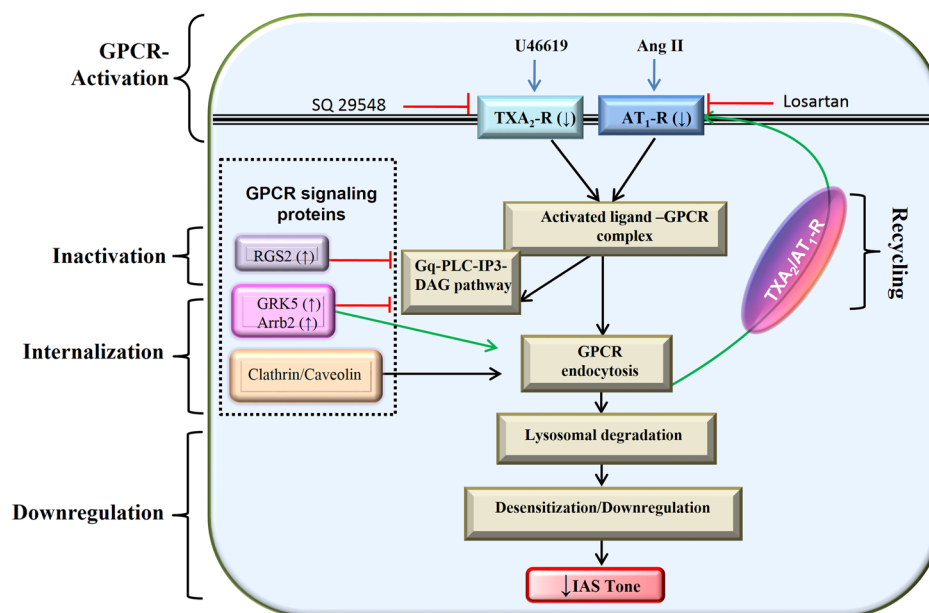 GPCR-
Activation
U46619
Ang II
SQ 29548
Losartan
TXA₂-R (↓)
AT₁-R (↓)
GPCR signaling
proteins
Activated ligand –GPCR
complex
Inactivation
RGS2 (↑)
Gq-PLC-IP3-
DAG pathway
TXA₂/AT₁-R
Recycling
Internalization
GRK5 (↑)
Arrb2 (↑)
Clathrin/Caveolin
GPCR
endocytosis
Lysosomal degradation
Downregulation
Desensitization/Downregulation
↓IAS Tone